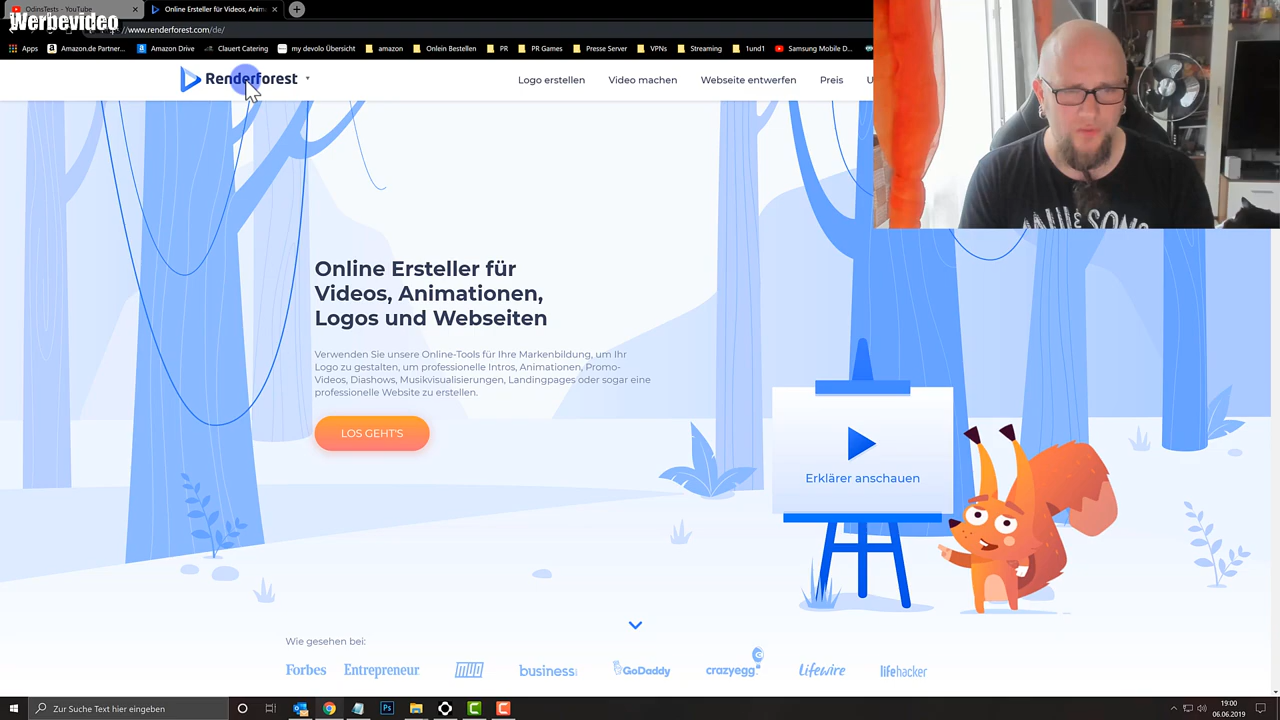 OdinsTests - YouTube
Online Ersteller für Videos, Anim
Werbevideo
//www.renderforest.com/de/
Apps
Amazon.de Partner...
Amazon Drive
Clauert Catering
my devolo Übersicht
amazon
Onlein Bestellen
PR
PR Games
Presse Server
VPNs
Streaming
1und1
Samsung Mobile D...
Renderforest
Logo erstellen
Video machen
Webseite entwerfen
Preis
Online Ersteller für
Videos, Animationen,
Logos und Webseiten
Verwenden Sie unsere Online-Tools für Ihre Markenbildung, um Ihr
Logo zu gestalten, um professionelle Intros, Animationen, Promo-
Videos, Diashows, Musikvisualisierungen, Landingpages oder sogar eine
professionelle Website zu erstellen.
LOS GEHT'S
Erklärer anschauen
Wie gesehen bei:
Forbes
Entrepreneur
MUO
business
GoDaddy
crazyegg
Lifewire
lifehacker
Zur Suche hier eingeben
19:00
06.06.2019